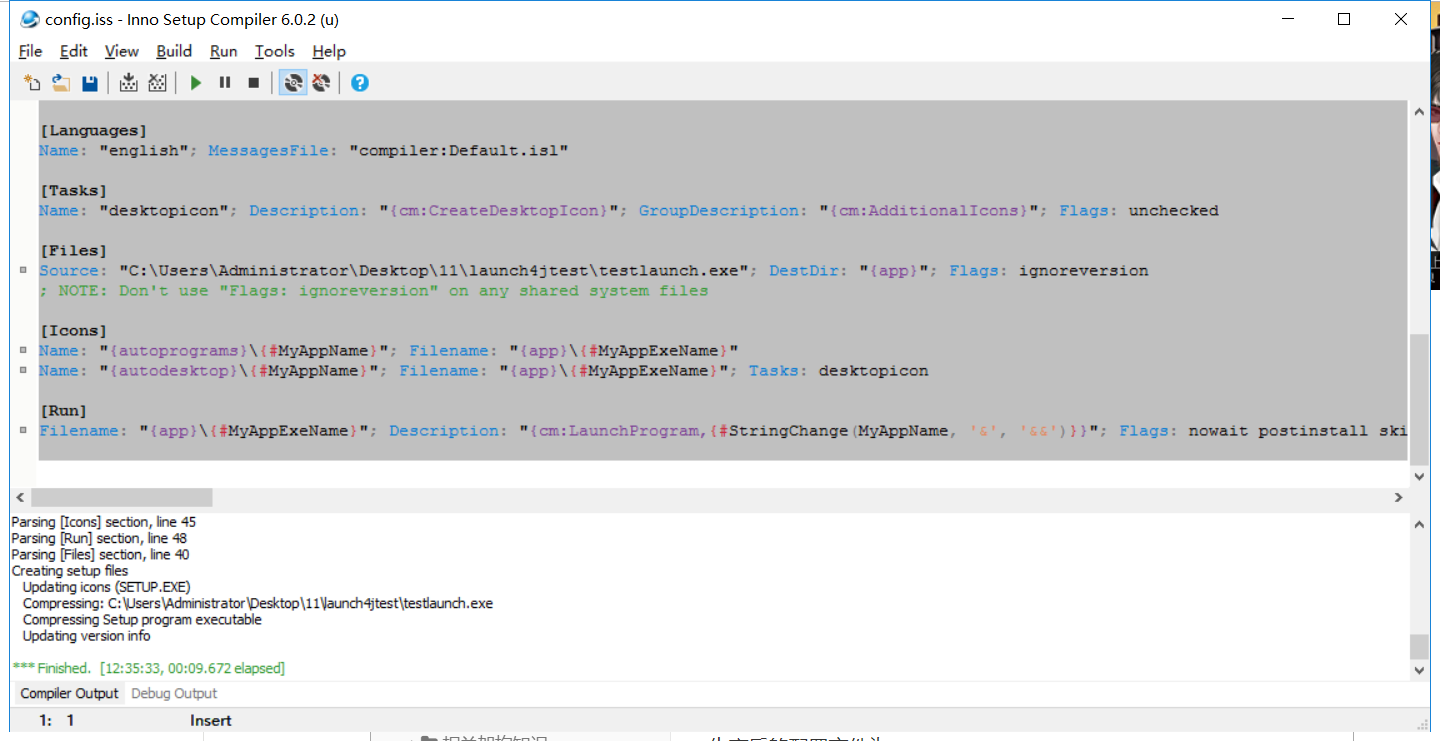 config.iss - Inno Setup Compiler 6.0.2 (u)
File Edit View Build Run Tools Help
[Languages]
Name: "english"; MessagesFile: "compiler:Default.isl"
[Tasks]
Name: "desktopicon"; Description: "{cm:CreateDesktopIcon}"; GroupDescription: "{cm:AdditionalIcons}"; Flags: unchecked
[Files]
Source: "C:\Users\Administrator\Desktop\11\launch4jtest\testlaunch.exe"; DestDir: "{app}"; Flags: ignoreversion
; NOTE: Don't use "Flags: ignoreversion" on any shared system files
[Icons]
Name: "{autoprograms}\{#MyAppName}"; Filename: "{app}\{#MyAppExeName}"
Name: "{autodesktop}\{#MyAppName}"; Filename: "{app}\{#MyAppExeName}"; Tasks: desktopicon
[Run]
Filename: "{app}\{#MyAppExeName}"; Description: "{cm:LaunchProgram,{#StringChange(MyAppName, '&', '&&')}}"; Flags: nowait postinstall ski
Parsing [Icons] section, line 45
Parsing [Run] section, line 48
Parsing [Files] section, line 40
Creating setup files
Updating icons (SETUP.EXE)
Compressing: C:\Users\Administrator\Desktop\11\launch4jtest\testlaunch.exe
Compressing Setup program executable
Updating version info
*** Finished. [12:35:33, 00:09.672 elapsed]
Compiler Output Debug Output
1: 1 Insert